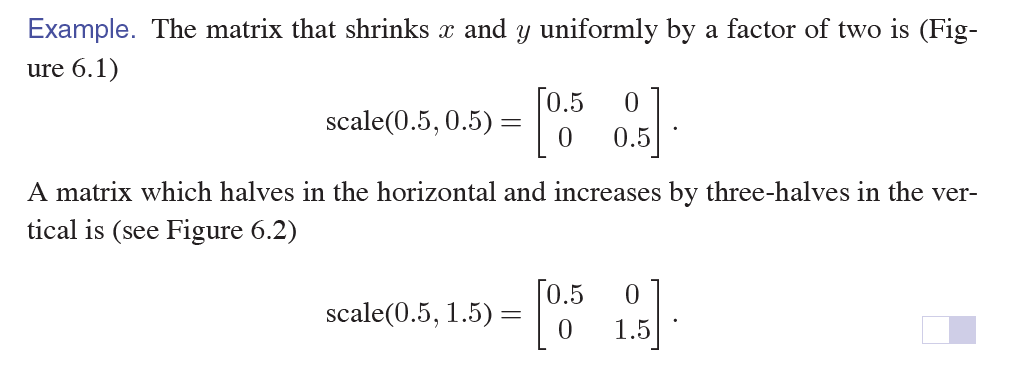 Example. The matrix that shrinks x and y uniformly by a factor of two is (Fig-
ure 6.1)
scale(0.5, 0.5) = [0.5 0
0 0.5].
A matrix which halves in the horizontal and increases by three-halves in the ver-
tical is (see Figure 6.2)
scale(0.5, 1.5) = [0.5 0
0 1.5].